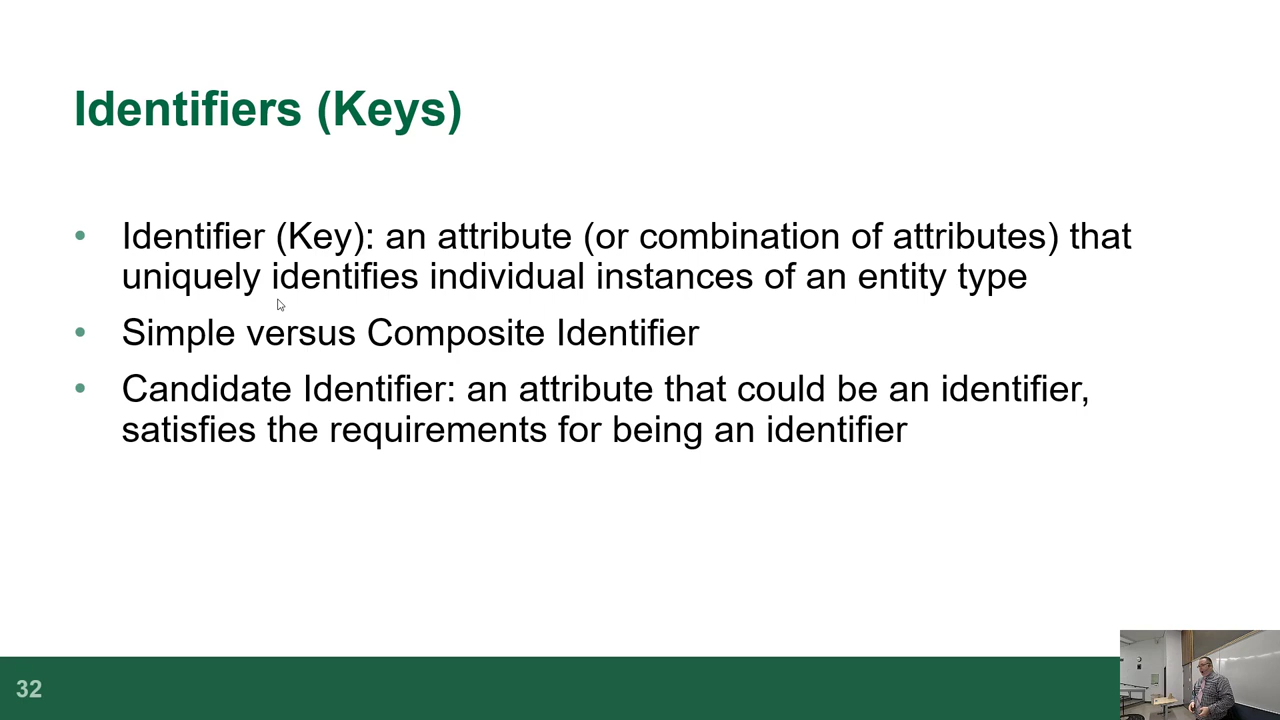 Identifiers (Keys)
• Identifier (Key): an attribute (or combination of attributes) that
uniquely identifies individual instances of an entity type
• Simple versus Composite Identifier
• Candidate Identifier: an attribute that could be an identifier,
satisfies the requirements for being an identifier
32